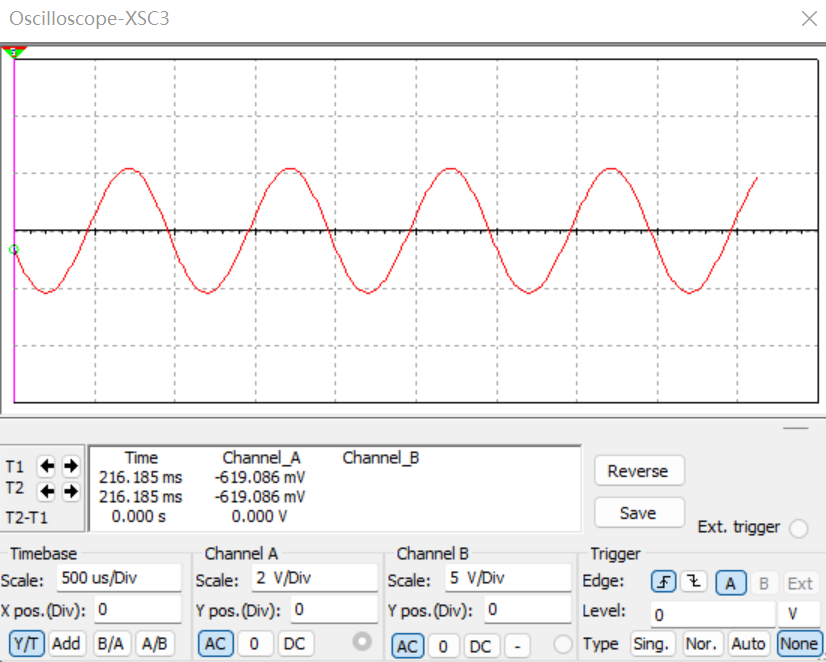 Oscilloscope-XSC3
Time Channel_A Channel_B
T1 216.185 ms -619.086 mV
T2 216.185 ms -619.086 mV
T2-T1 0.000 s 0.000 V
Reverse
Save
Ext. trigger
Timebase
Scale: 500 us/Div
X pos.(Div): 0
Y/T Add B/A A/B
Channel A
Scale: 2 V/Div
Y pos.(Div): 0
AC 0 DC
Channel B
Scale: 5 V/Div
Y pos.(Div): 0
AC 0 DC -
Trigger
Edge: A B Ext
Level: 0 V
Type Sing. Nor. Auto None